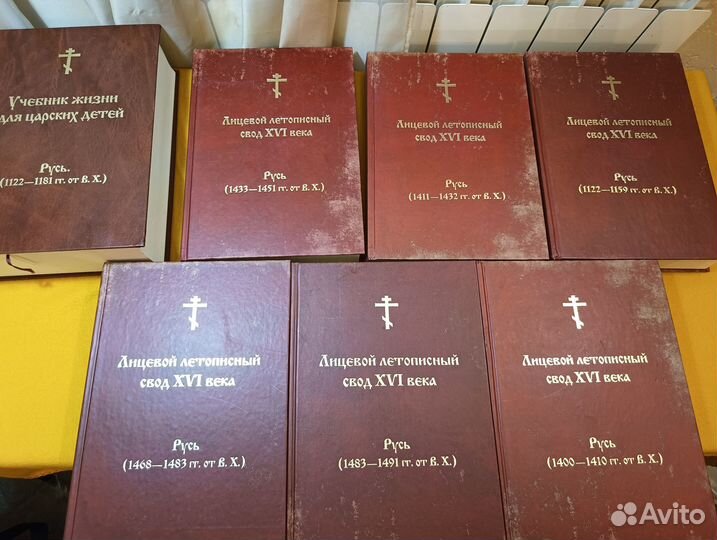 Учебник жизни
для царских детей
Русь.
(1122—1181 гг. от В. Х.)
Лицевой летописный
свод XVI века
Русь
(1433—1451 гг. от В. Х.)
Лицевой летописный
свод XVI века
Русь
(1411—1432 гг. от В. Х.)
Лицевой летописный
свод XVI века
Русь
(1122—1159 гг. от В. Х.)
Лицевой летописный
свод XVI века
Русь
(1468—1483 гг. от В. Х.)
Лицевой летописный
свод XVI века
Русь
(1483—1491 гг. от В. Х.)
Лицевой летописный
свод XVI века
Русь
(1400—1410 гг. от В. Х.)
Avito